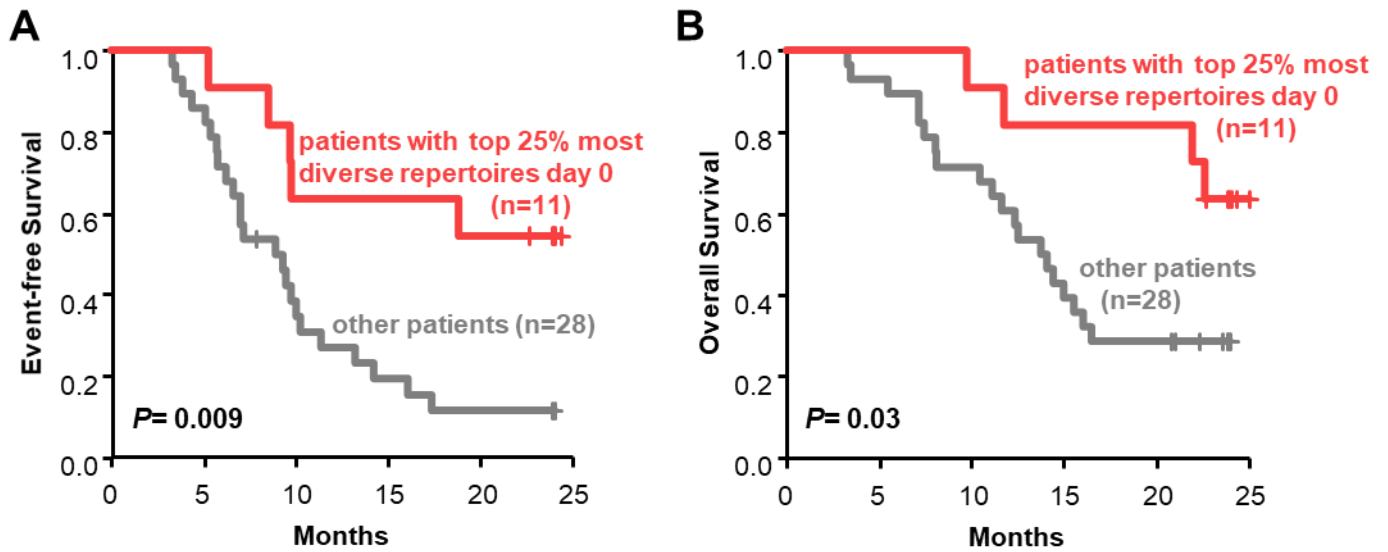 A
Event-free Survival
1.0
0.8
0.6
0.4
0.2
0.0
patients with top 25% most
diverse repertoires day 0
(n=11)
other patients (n=28)
P= 0.009
0 5 10 15 20 25
Months
B
Overall Survival
1.0
0.8
0.6
0.4
0.2
0.0
patients with top 25% most
diverse repertoires day 0
(n=11)
other patients
(n=28)
P= 0.03
0 5 10 15 20 25
Months